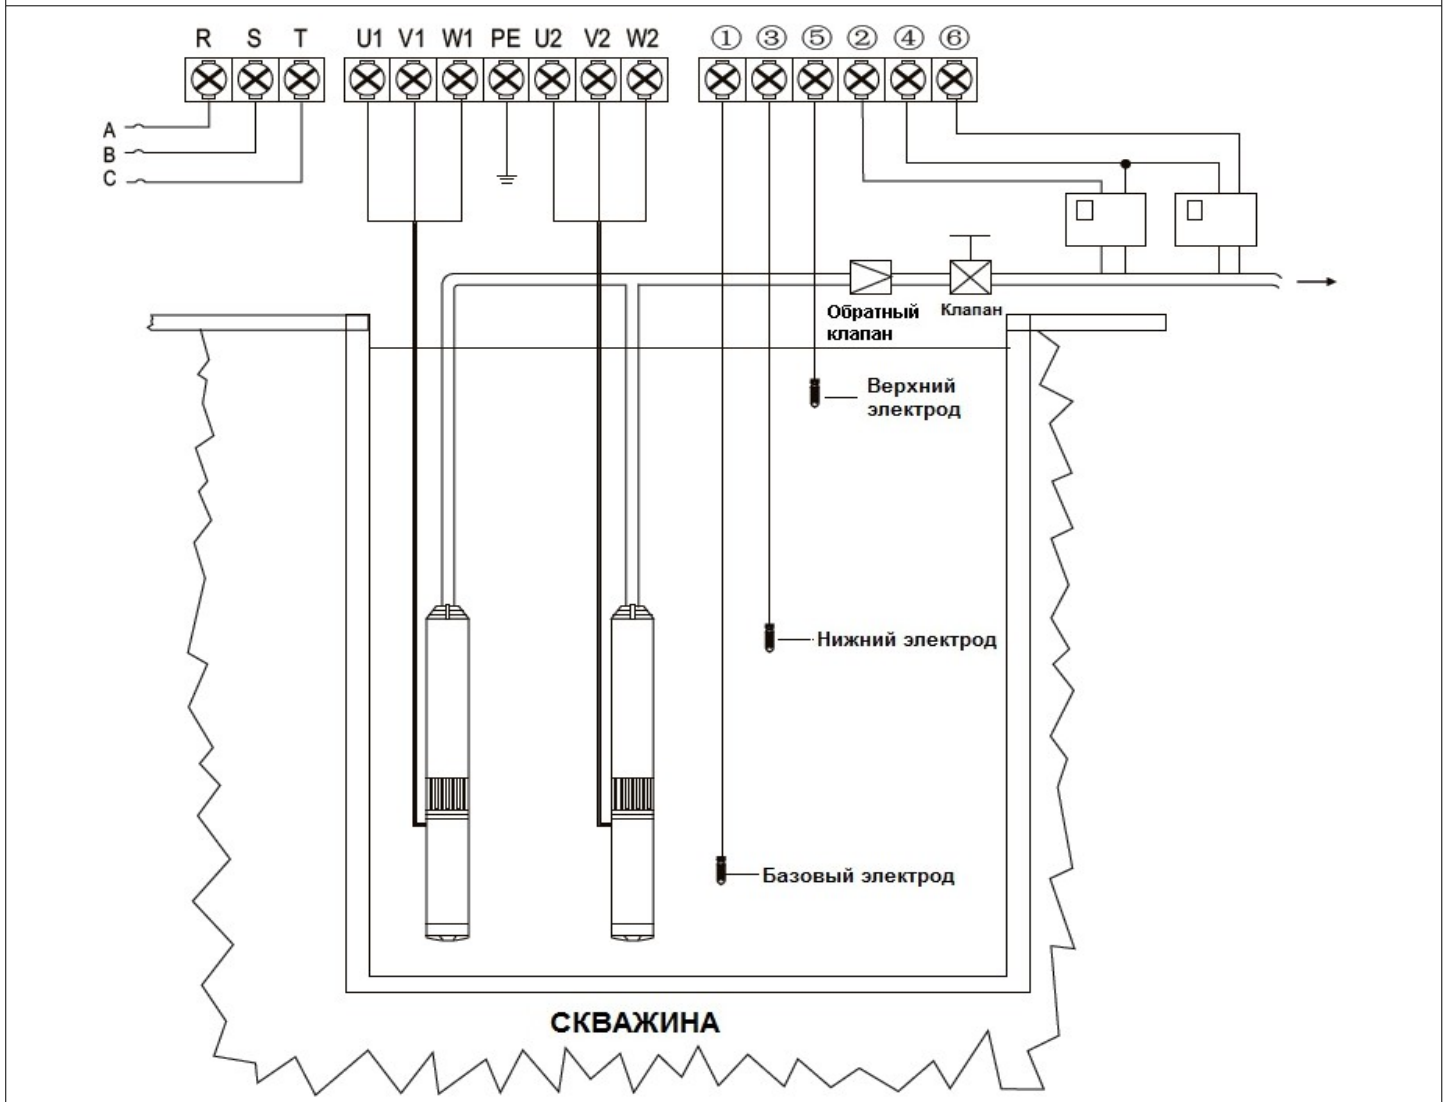 R S T U1 V1 W1 PE U2 V2 W2 ① ③ ⑤ ② ④ ⑥
A
B
C
Обратный
клапан
Клапан
Верхний
электрод
Нижний электрод
Базовый электрод
СКВАЖИНА